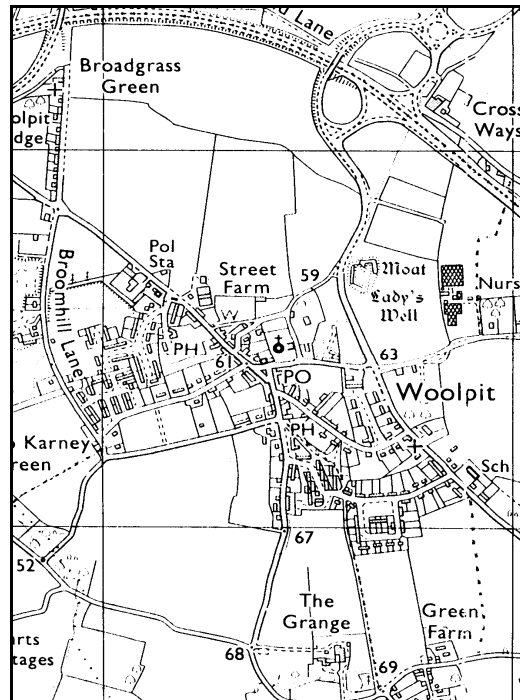 d Lane
Broadgrass
Green
olpit
dge
Cross
Ways
Pol
Sta
Street
Farm
59
Moat
Lady's
Well
Nurs
Broomhill Lane
W
PH
61
63
PO
Woolpit
Karney
reen
PH
Sch
52
67
The
Grange
Green
Farm
arts
tages
68
69